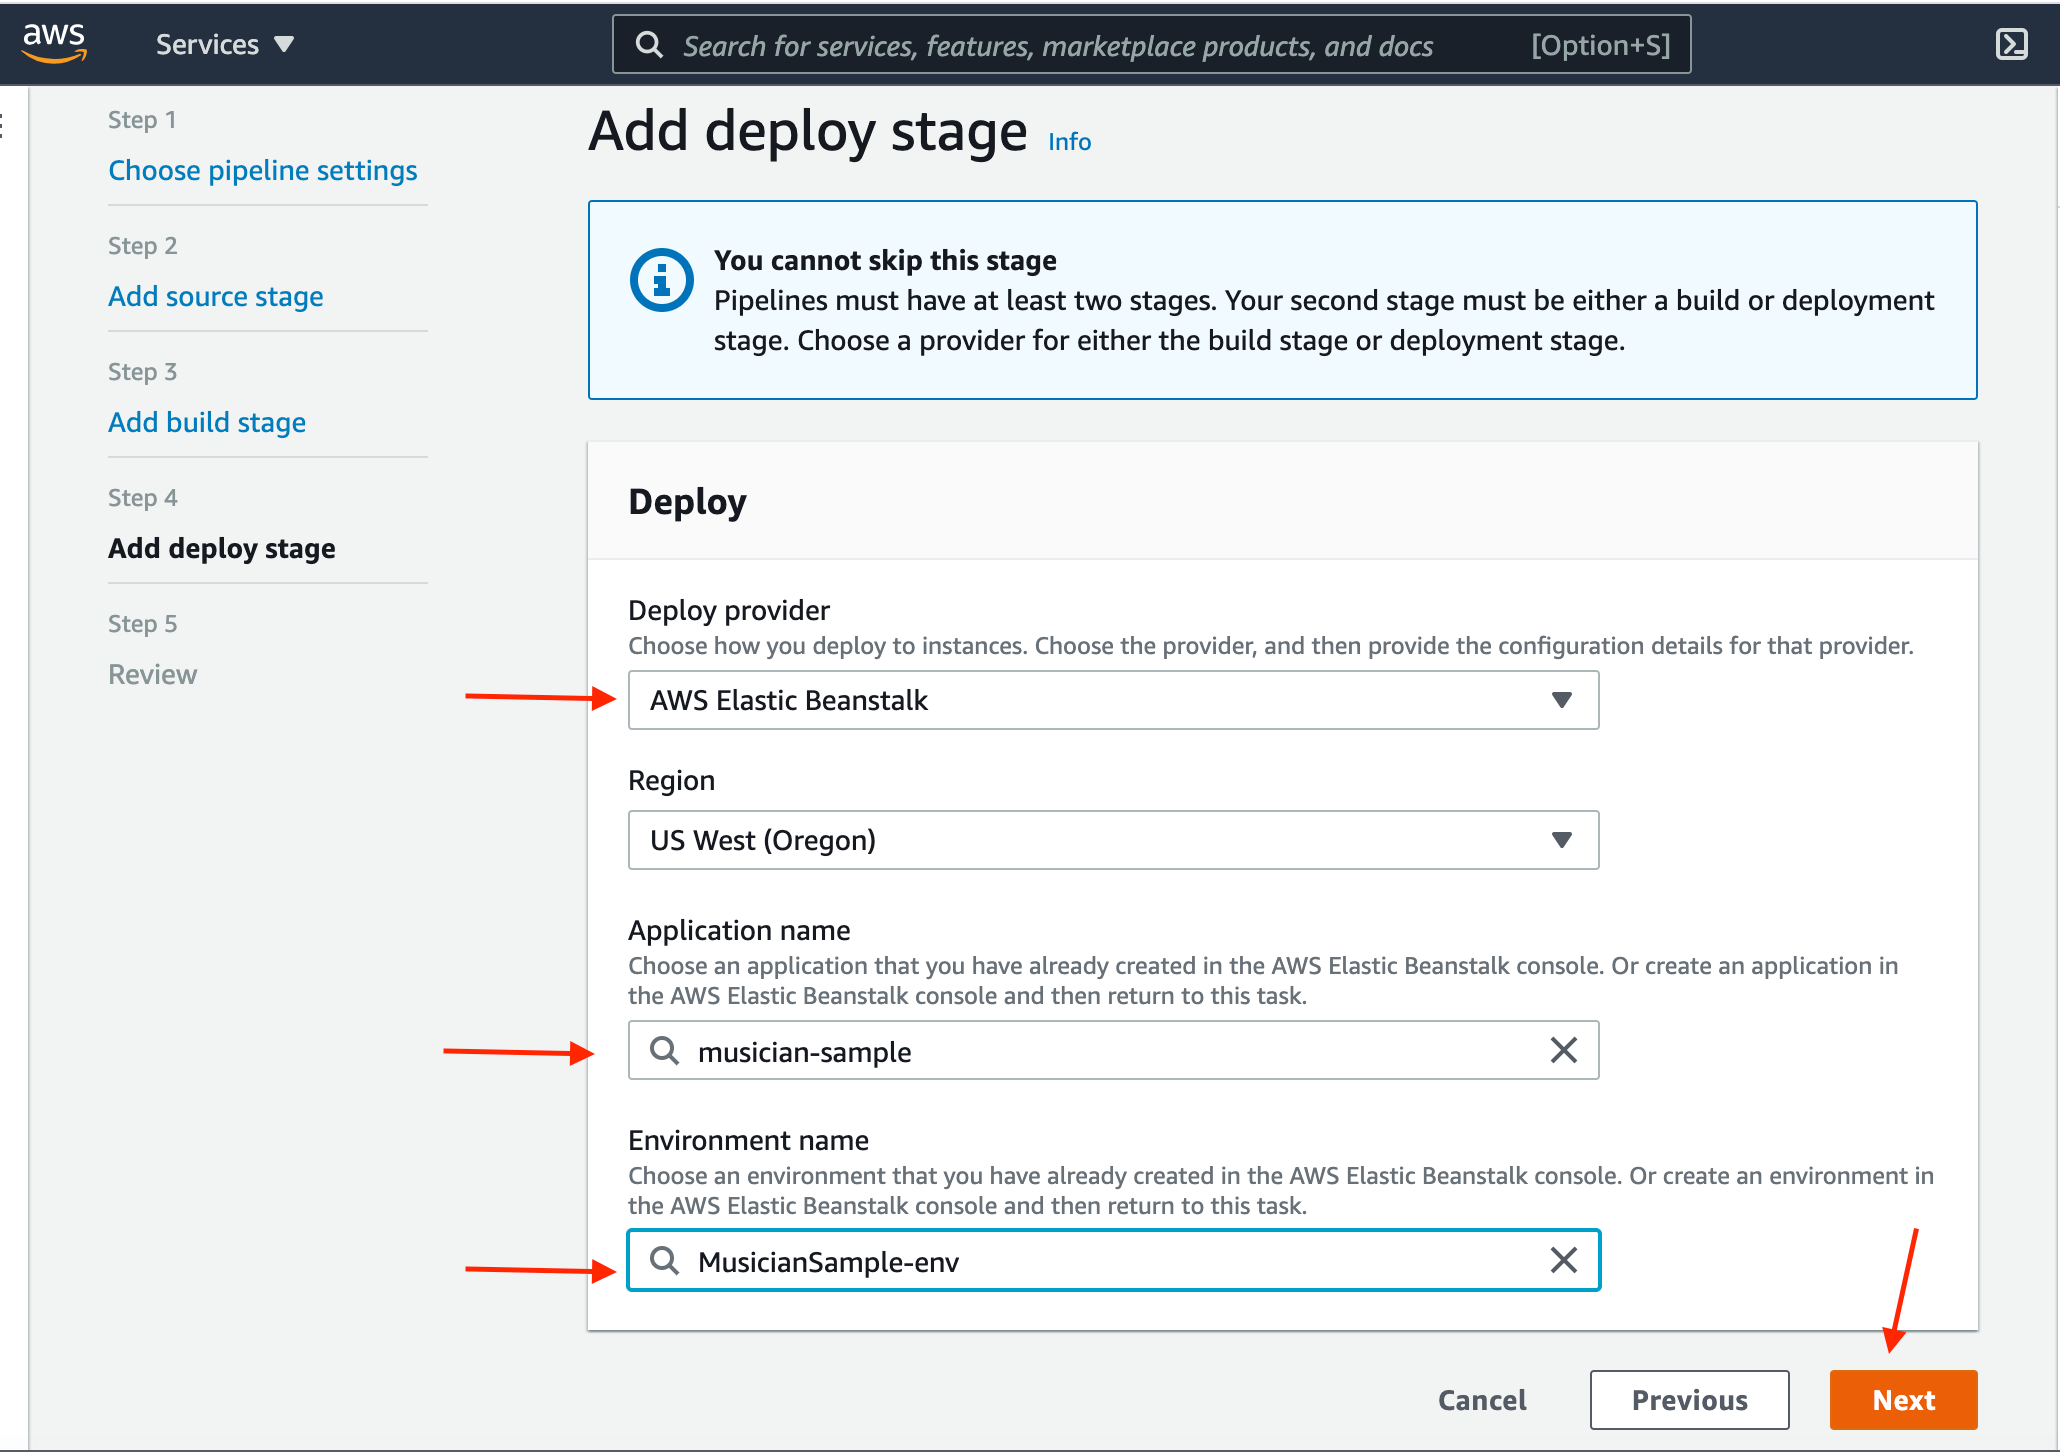 aws
Services
Search for services, features, marketplace products, and docs [Option+S]
Step 1
Choose pipeline settings
Step 2
Add source stage
Step 3
Add build stage
Step 4
Add deploy stage
Step 5
Review
Add deploy stage Info
You cannot skip this stage
Pipelines must have at least two stages. Your second stage must be either a build or deployment
stage. Choose a provider for either the build stage or deployment stage.
Deploy
Deploy provider
Choose how you deploy to instances. Choose the provider, and then provide the configuration details for that provider.
AWS Elastic Beanstalk
Region
US West (Oregon)
Application name
Choose an application that you have already created in the AWS Elastic Beanstalk console. Or create an application in
the AWS Elastic Beanstalk console and then return to this task.
musician-sample
Environment name
Choose an environment that you have already created in the AWS Elastic Beanstalk console. Or create an environment in
the AWS Elastic Beanstalk console and then return to this task.
MusicianSample-env
Cancel Previous Next